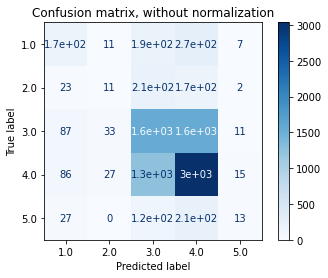 Confusion matrix, without normalization
1.0 1.7e+02 11 1.9e+02 2.7e+02 7
2.0 23 11 2.1e+02 1.7e+02 2
3.0 87 33 1.6e+03 1.6e+03 11
4.0 86 27 1.3e+03 3e+03 15
5.0 27 0 1.2e+02 2.1e+02 13
1.0 2.0 3.0 4.0 5.0
True label
Predicted label
3000
2500
2000
1500
1000
500
0